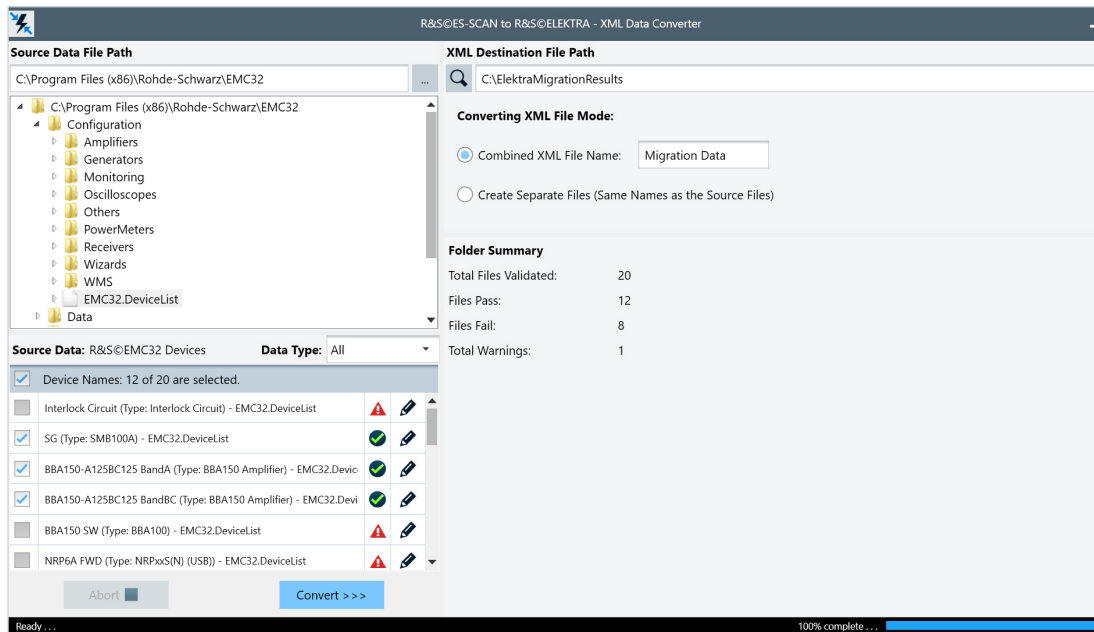 R&S©ES-SCAN to R&S©ELEKTRA - XML Data Converter
Source Data File Path
C:\Program Files (x86)\Rohde-Schwarz\EMC32
...
C:\Program Files (x86)\Rohde-Schwarz\EMC32
Configuration
Amplifiers
Generators
Monitoring
Oscilloscopes
Others
PowerMeters
Receivers
Wizards
WMS
EMC32.DeviceList
Data
Source Data: R&S©EMC32 Devices
Data Type: All
Device Names: 12 of 20 are selected.
Interlock Circuit (Type: Interlock Circuit) - EMC32.DeviceList
SG (Type: SMB100A) - EMC32.DeviceList
BBA150-A125BC125 BandA (Type: BBA150 Amplifier) - EMC32.Devic
BBA150-A125BC125 BandBC (Type: BBA150 Amplifier) - EMC32.Devi
BBA150 SW (Type: BBA100) - EMC32.DeviceList
NRP6A FWD (Type: NRPxxS(N) (USB)) - EMC32.DeviceList
Abort
Convert >>>
XML Destination File Path
C:\ElektraMigrationResults
Converting XML File Mode:
Combined XML File Name: Migration Data
Create Separate Files (Same Names as the Source Files)
Folder Summary
Total Files Validated: 20
Files Pass: 12
Files Fail: 8
Total Warnings: 1
Ready . . .
100% complete . . .